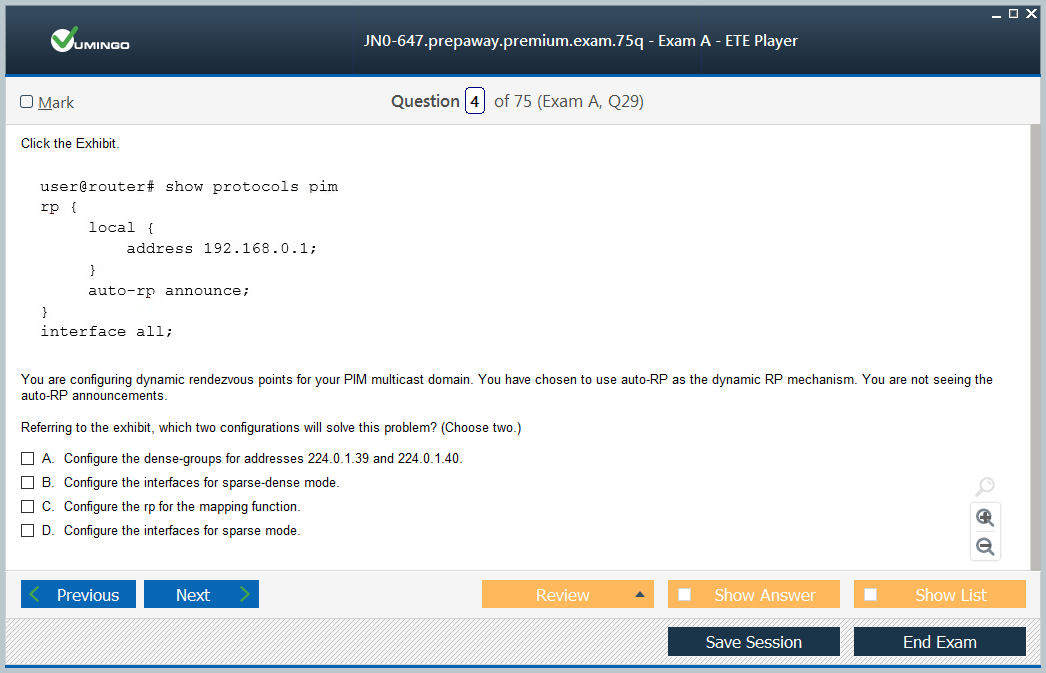 VUMINGO
JN0-647.prepaway.premium.exam.75q - Exam A - ETE Player
Mark
Question 4 of 75 (Exam A, Q29)
Click the Exhibit.
user@router# show protocols pim
rp {
local {
address 192.168.0.1;
}
auto-rp announce;
}
interface all;
You are configuring dynamic rendezvous points for your PIM multicast domain. You have chosen to use auto-RP as the dynamic RP mechanism. You are not seeing the
auto-RP announcements.
Referring to the exhibit, which two configurations will solve this problem? (Choose two.)
A. Configure the dense-groups for addresses 224.0.1.39 and 224.0.1.40.
B. Configure the interfaces for sparse-dense mode.
C. Configure the rp for the mapping function.
D. Configure the interfaces for sparse mode.
Previous Next Review Show Answer Show List
Save Session End Exam